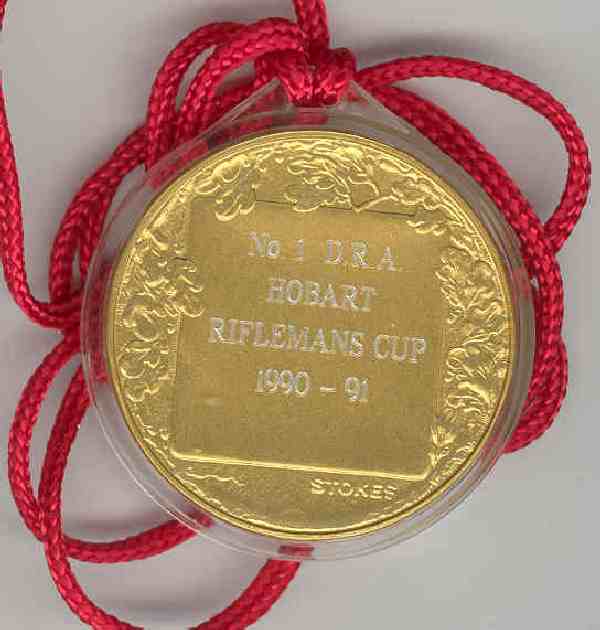 No 1 D.R.A.
HOBART
RIFLEMANS CUP
1990 - 91
STOKES